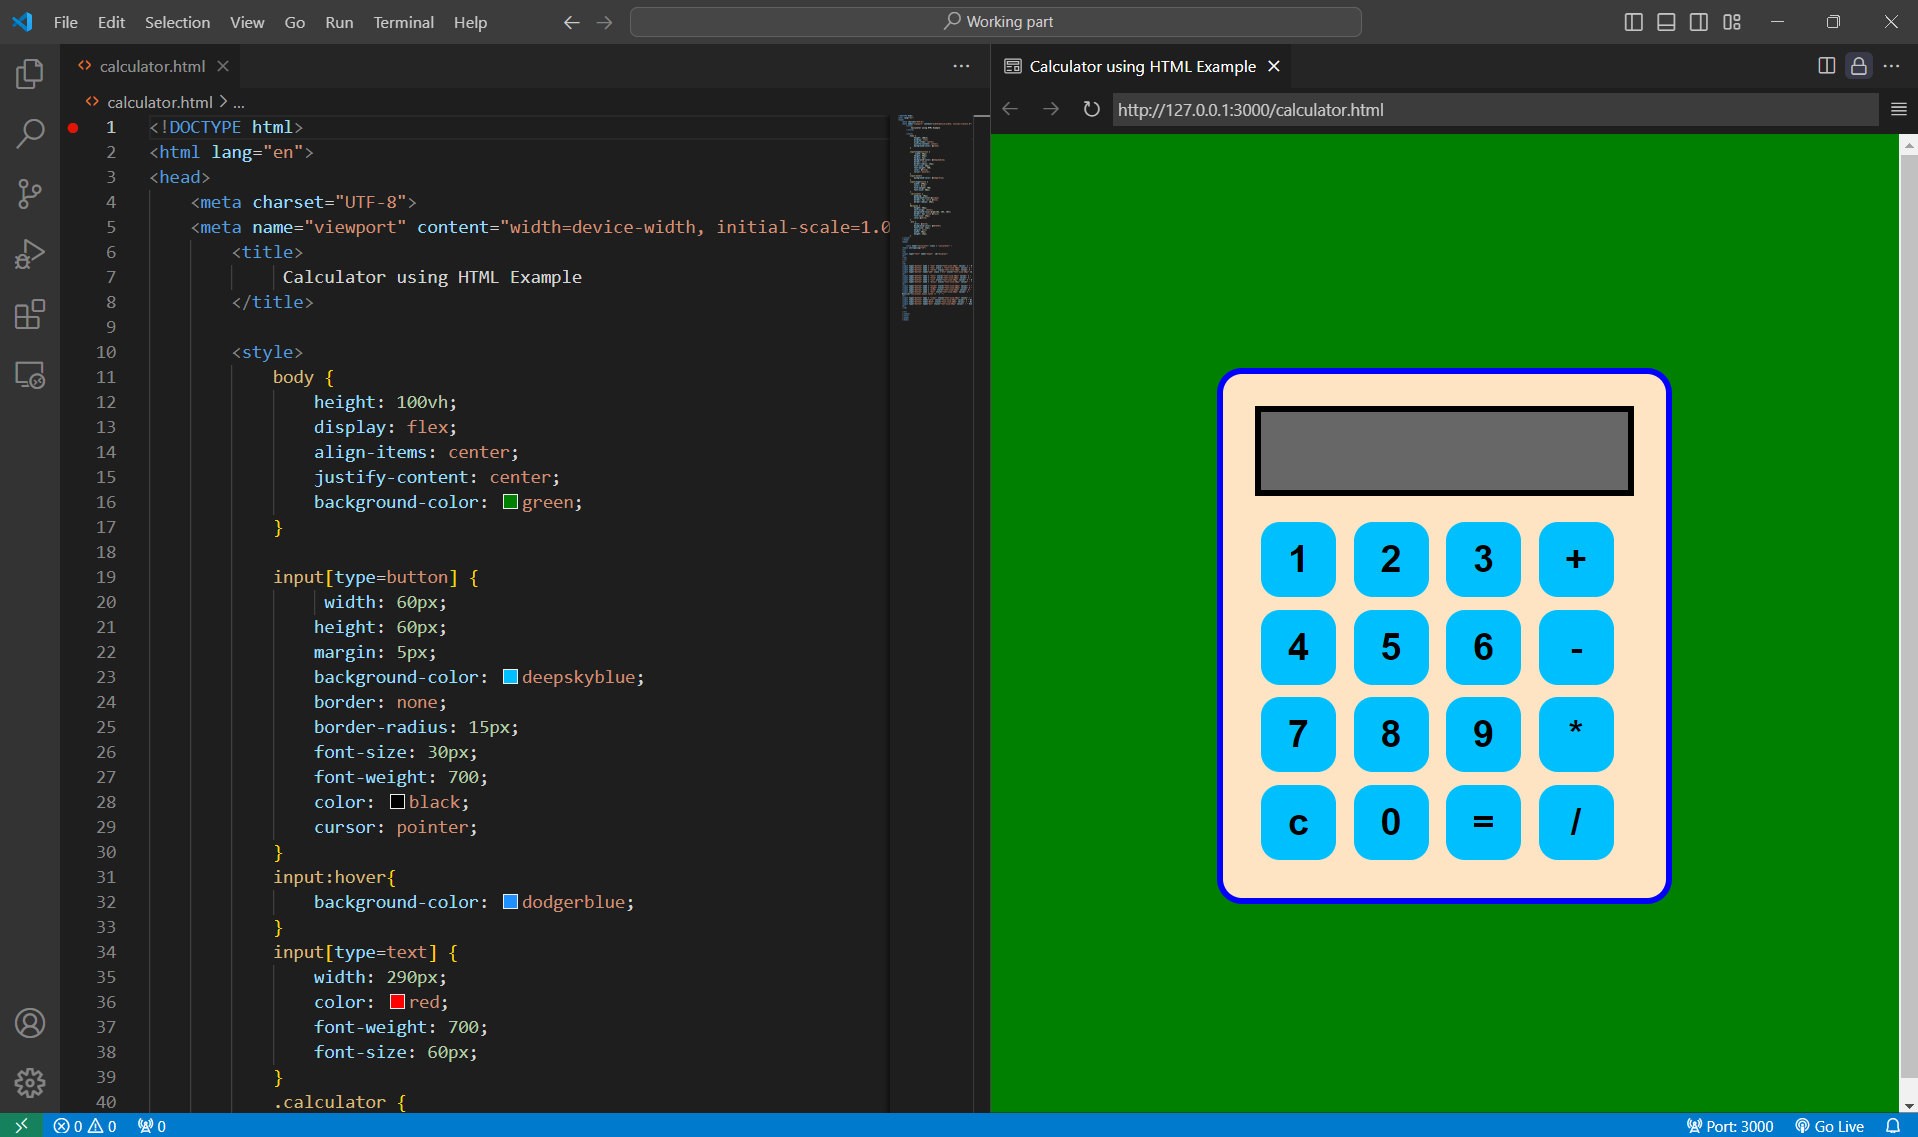 File Edit Selection View Go Run Terminal Help Working part
calculator.html
calculator.html > ...
1 <!DOCTYPE html>
2 <html lang="en">
3 <head>
4 <meta charset="UTF-8">
5 <meta name="viewport" content="width=device-width, initial-scale=1.0
6 <title>
7 Calculator using HTML Example
8 </title>
9
10 <style>
11 body {
12 height: 100vh;
13 display: flex;
14 align-items: center;
15 justify-content: center;
16 background-color: green;
17 }
18
19 input[type=button] {
20 width: 60px;
21 height: 60px;
22 margin: 5px;
23 background-color: deepskyblue;
24 border: none;
25 border-radius: 15px;
26 font-size: 30px;
27 font-weight: 700;
28 color: black;
29 cursor: pointer;
30 }
31 input:hover{
32 background-color: dodgerblue;
33 }
34 input[type=text] {
35 width: 290px;
36 color: red;
37 font-weight: 700;
38 font-size: 60px;
39 }
40 .calculator {
Calculator using HTML Example
http://127.0.0.1:3000/calculator.html
1 2 3 +
4 5 6 -
7 8 9 *
c 0 = /
0 0 0 Port: 3000 Go Live